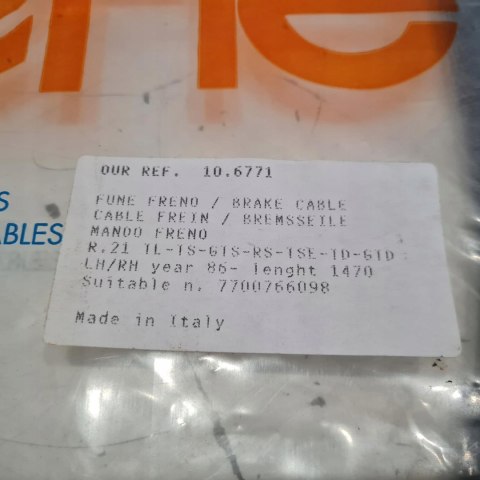 ene
OUR REF. 10.6771
FUNE FRENO / BRAKE CABLE
CABLE FREIN / BREMSSEILE
MANDO FRENO
R.21 TL-TS-GTS-RS-TSE-TD-GTD
LH/RH year 86- lenght 1470
Suitable n. 7700766098
Made in Italy
S
ABLES